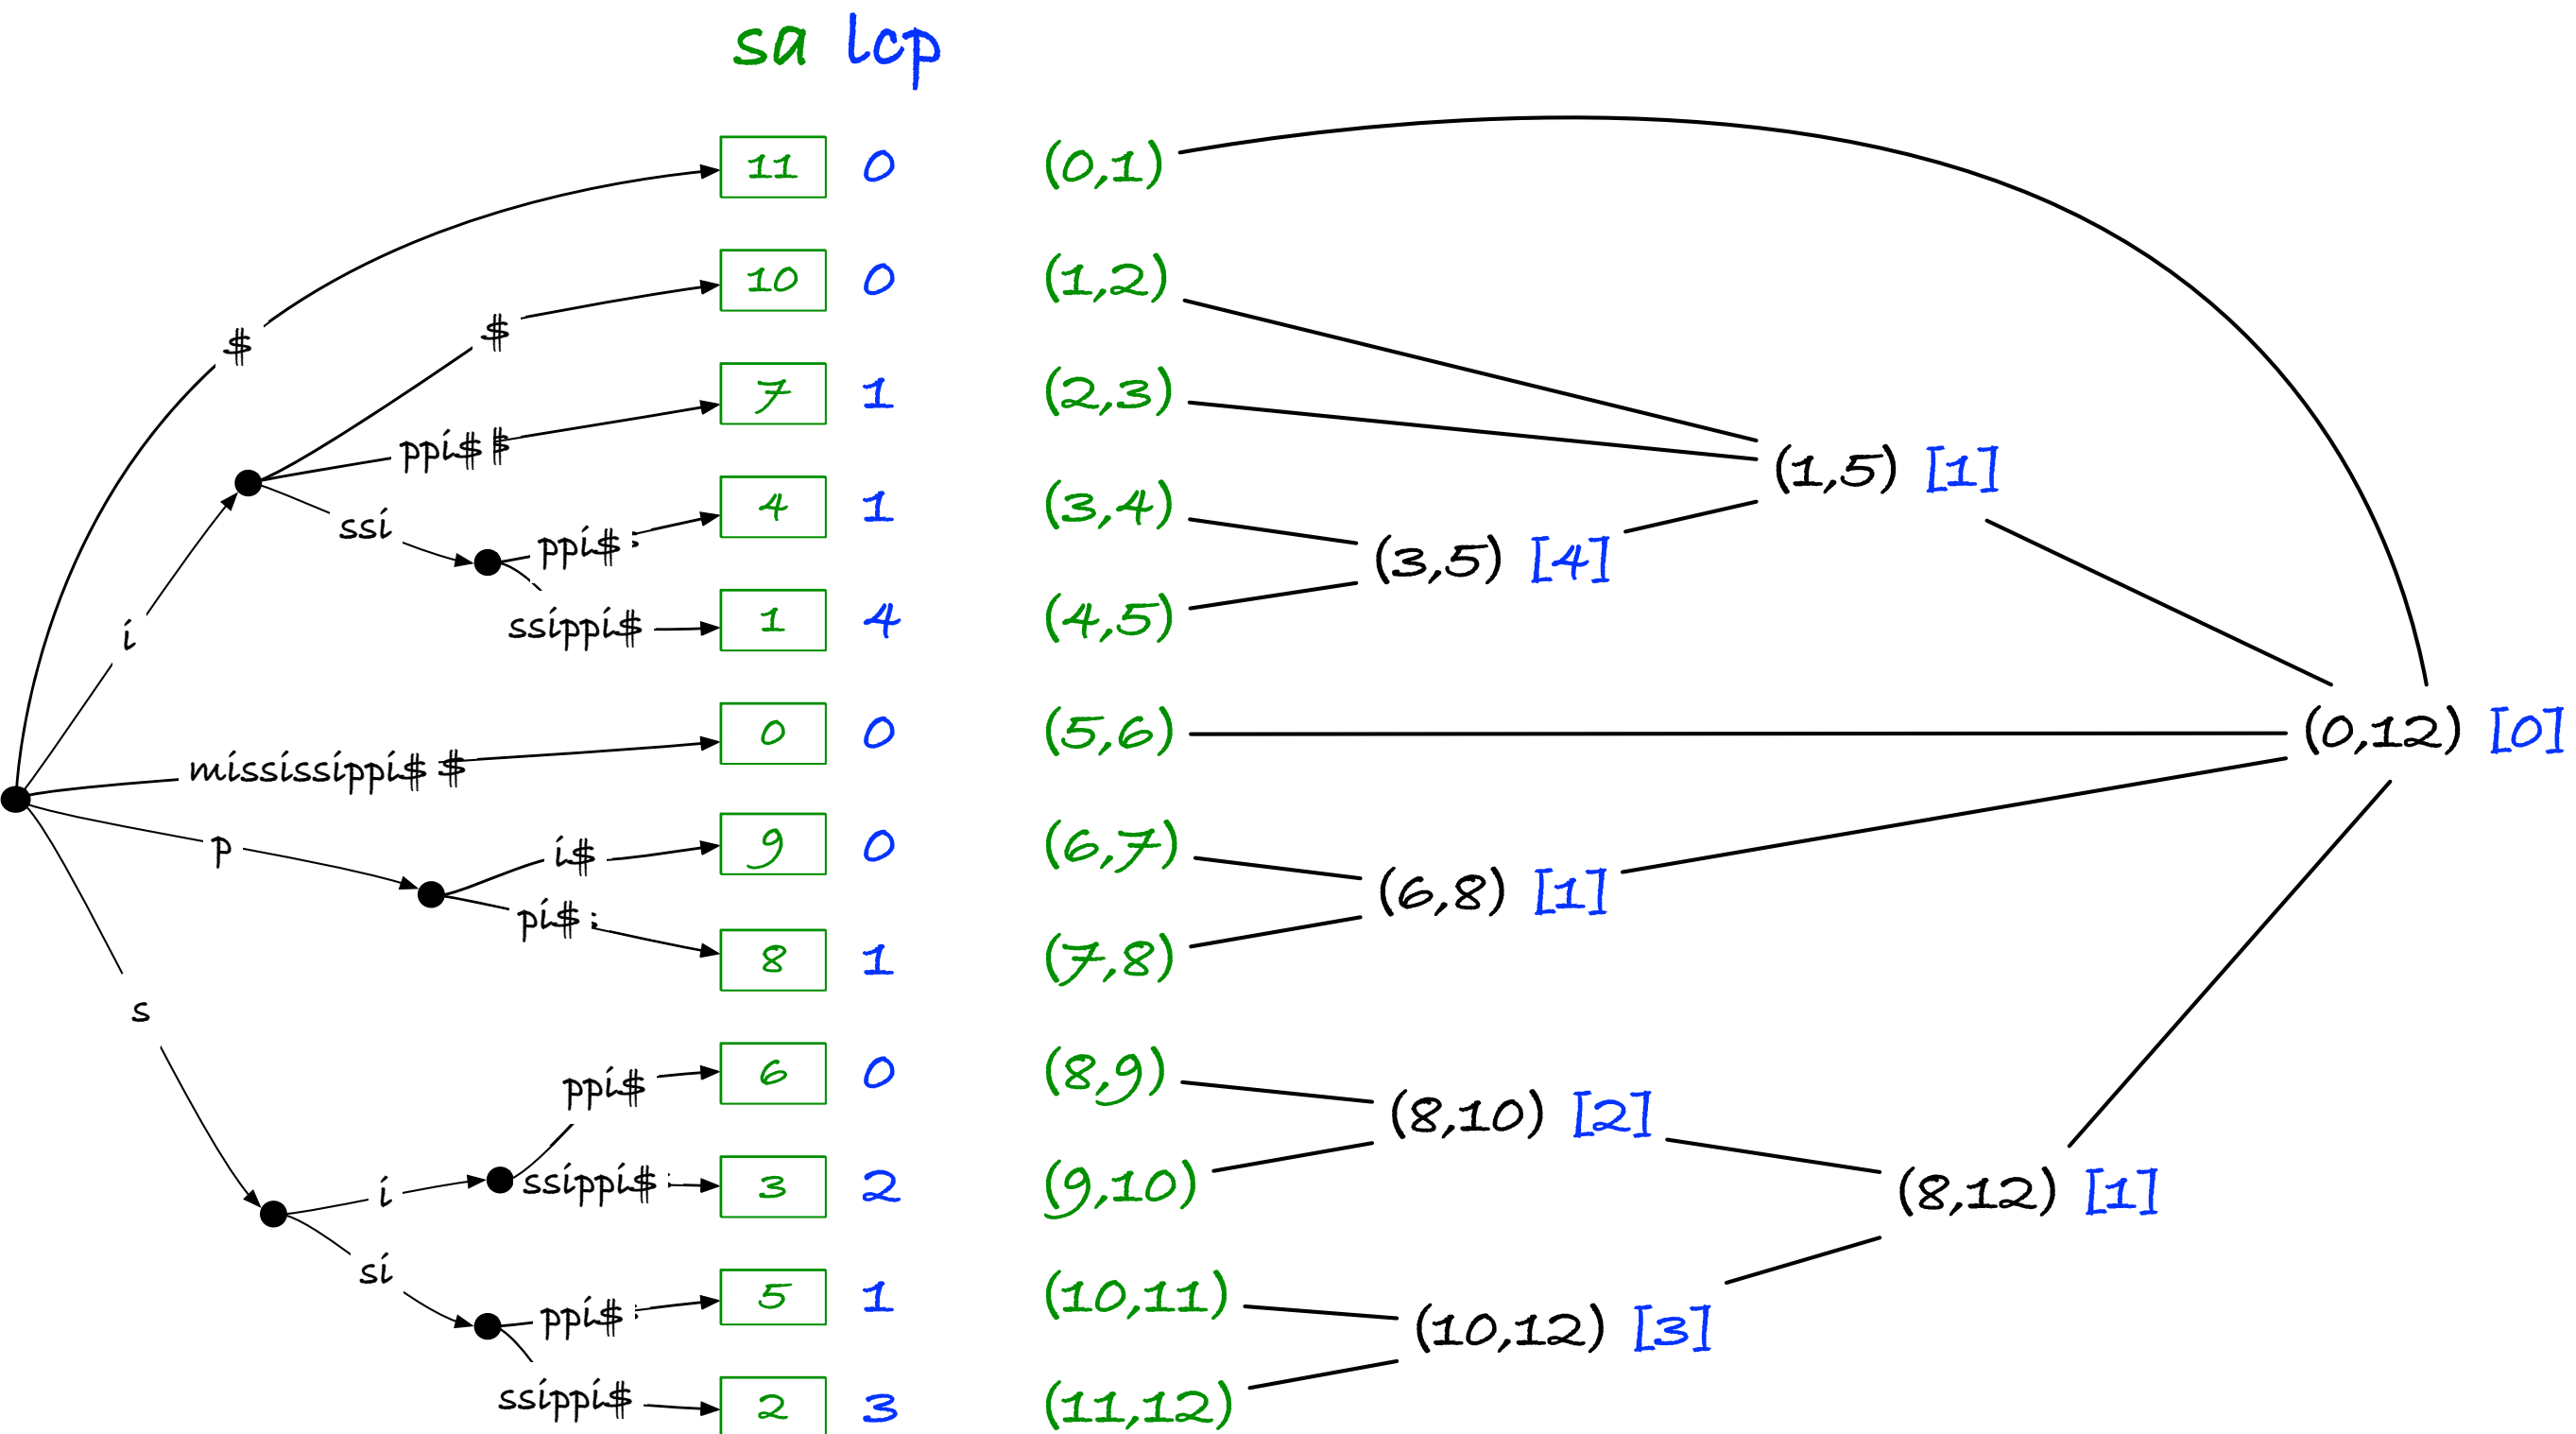 sa lcp
11 0 (0,1)
10 0 (1,2)
$
$
7 1 (2,3)
ppi$ $
(1,5) [1]
4 1 (3,4)
ssi
ppi$
(3,5) [4]
1 4 (4,5)
ssippi$
i
0 0 (5,6)
(0,12) [0]
mississippi$ $
p
i$
9 0 (6,7)
(6,8) [1]
pi$
8 1 (7,8)
s
6 0 (8,9)
ppi$
(8,10) [2]
i
ssippi$
3 2 (9,10)
(8,12) [1]
si
5 1 (10,11)
ppi$
(10,12) [3]
ssippi$
2 3 (11,12)